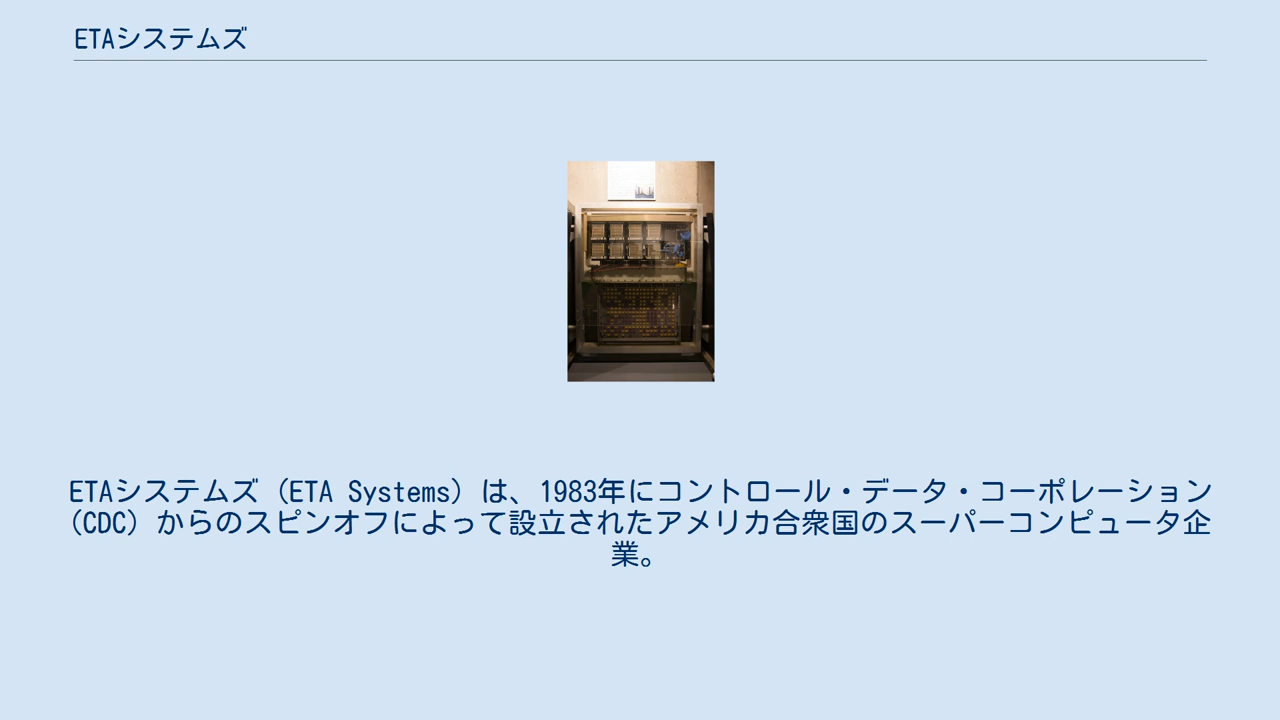 ETAシステムズ
ETAシステムズ（ETA Systems）は、1983年にコントロール・データ・コーポレーション
（CDC）からのスピンオフによって設立されたアメリカ合衆国のスーパーコンピュータ企
業。